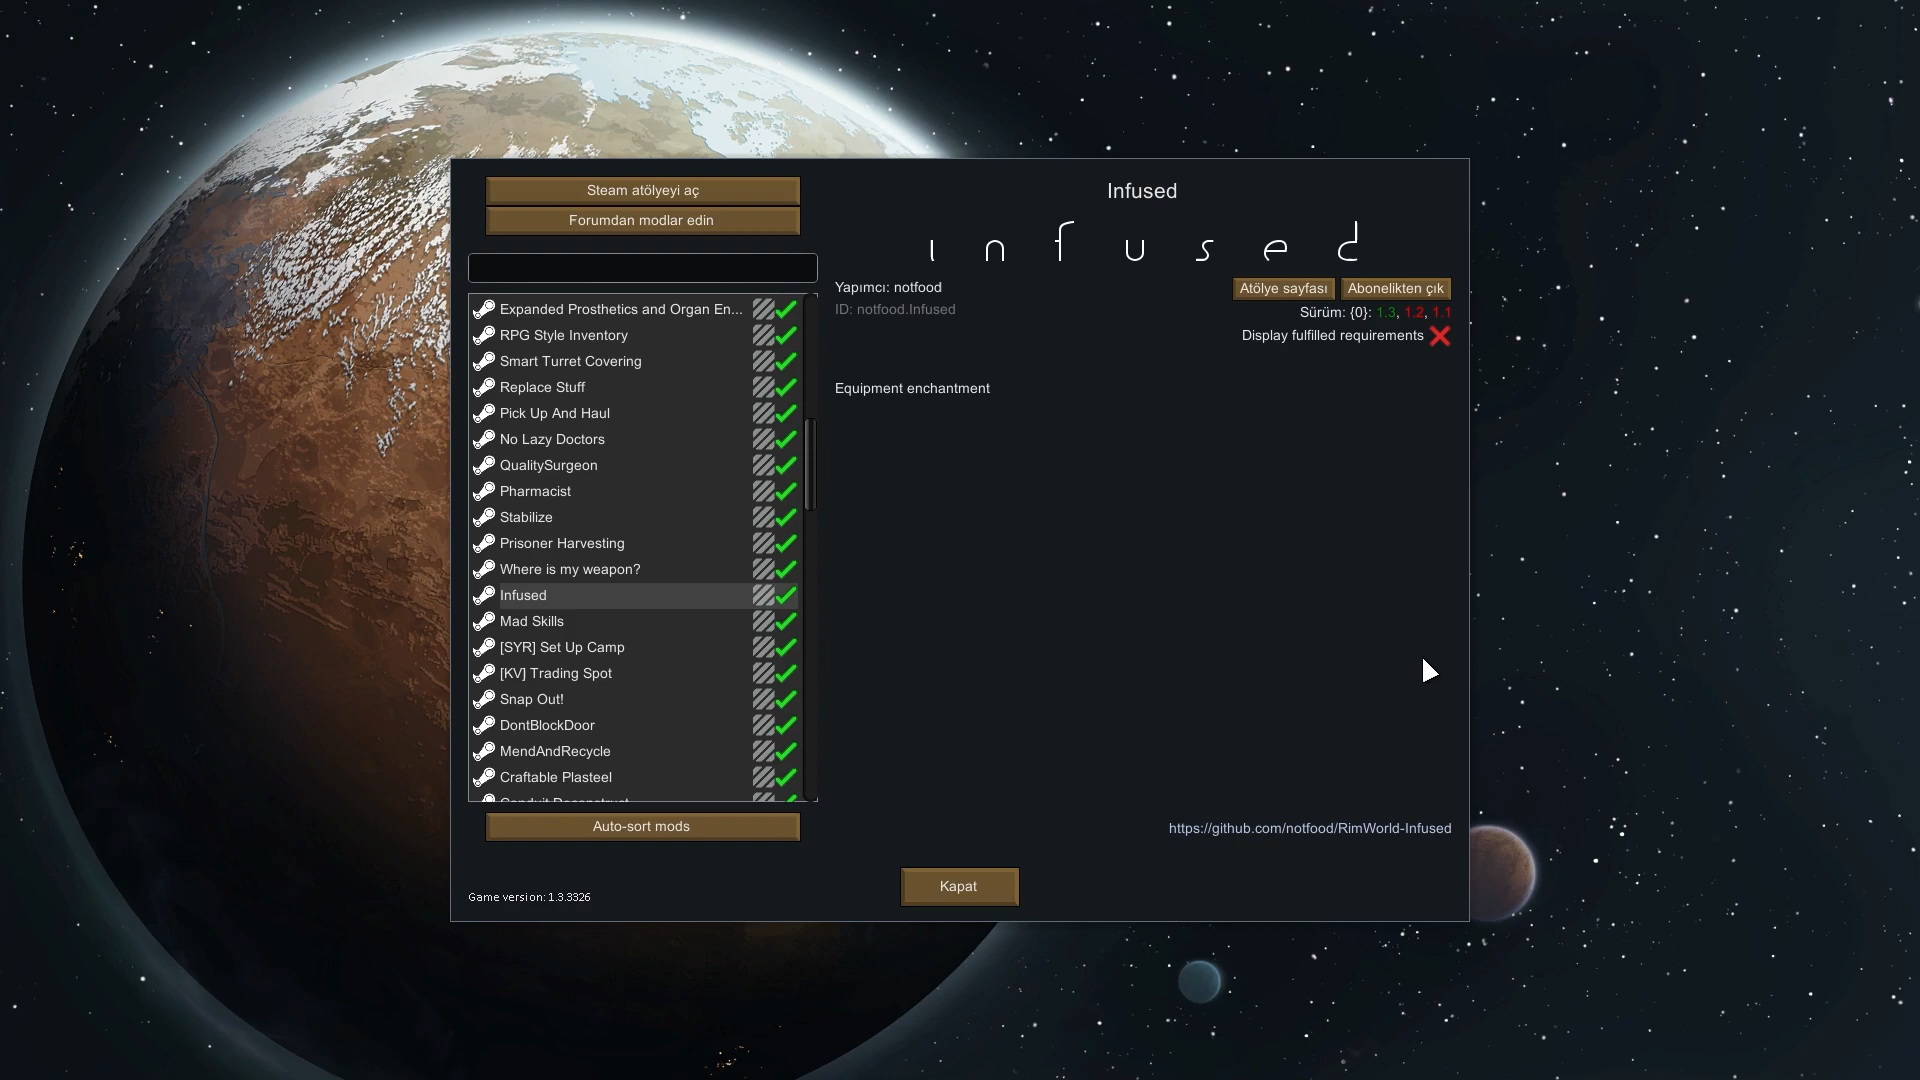 Steam atölyeyi aç
Forumdan modlar edin
Expanded Prosthetics and Organ En...
RPG Style Inventory
Smart Turret Covering
Replace Stuff
Pick Up And Haul
No Lazy Doctors
QualitySurgeon
Pharmacist
Stabilize
Prisoner Harvesting
Where is my weapon?
Infused
Mad Skills
[SYR] Set Up Camp
[KV] Trading Spot
Snap Out!
DontBlockDoor
MendAndRecycle
Craftable Plasteel
Conduit Deconstruct
Auto-sort mods
Game version: 1.3.3326
Infused
ınfused
Yapımcı: notfood
ID: notfood.Infused
Atölye sayfası
Abonelikten çık
Sürüm: {0}: 1.3, 1.2, 1.1
Display fulfilled requirements
Equipment enchantment
https://github.com/notfood/RimWorld-Infused
Kapat